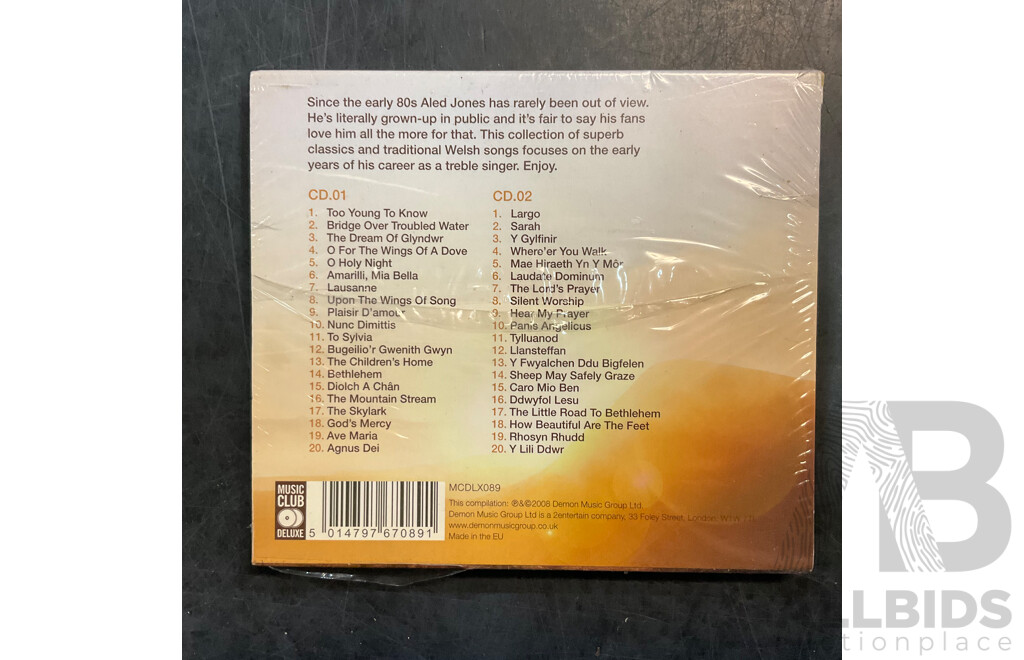 Since the early 80s Aled Jones has rarely been out of view.
He's literally grown-up in public and it's fair to say his fans
love him all the more for that. This collection of superb
classics and traditional Welsh songs focuses on the early
years of his career as a treble singer. Enjoy.
CD.01
1. Too Young To Know
2. Bridge Over Troubled Water
3. The Dream Of Glyndwr
4. O For The Wings Of A Dove
5. O Holy Night
6. Amarilli, Mia Bella
7. Lausanne
8. Upon The Wings Of Song
9. Plaisir D'amour
10. Nunc Dimittis
11. To Sylvia
12. Bugeilio'r Gwenith Gwyn
13. The Children's Home
14. Bethlehem
15. Diolch A Chân
16. The Mountain Stream
17. The Skylark
18. God's Mercy
19. Ave Maria
20. Agnus Dei
CD.02
1. Largo
2. Sarah
3. Y Gylfinir
4. Where'er You Walk
5. Mae Hiraeth Yn Y Môr
6. Laudate Dominum
7. The Lord's Prayer
8. Silent Worship
9. Hear My Prayer
10. Panis Angelicus
11. Tylluanod
12. Llansteffan
13. Y Fwyalchen Ddu Bigfelen
14. Sheep May Safely Graze
15. Caro Mio Ben
16. Ddwyfol Lesu
17. The Little Road To Bethlehem
18. How Beautiful Are The Feet
19. Rhosyn Rhudd
20. Y Lili Ddwr
MUSIC
CLUB
DELUXE
5 014797 670891
MCDLX089
This compilation: ℗&©2008 Demon Music Group Ltd.
Demon Music Group Ltd is a 2entertain company, 33 Foley Street, London, W1W
www.demonmusicgroup.co.uk
Made in the EU
AB
ALLBIDS
auctionplace